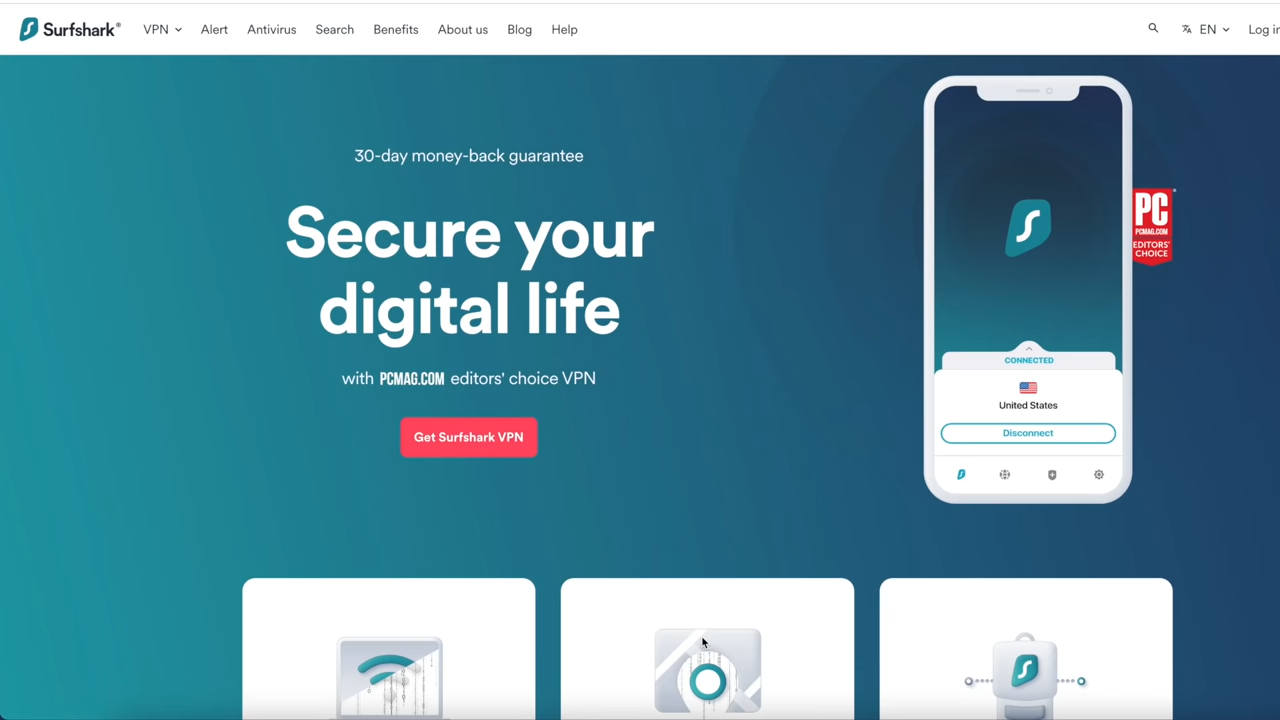 Surfshark®
VPN
Alert
Antivirus
Search
Benefits
About us
Blog
Help
EN
Log in
30-day money-back guarantee
Secure your
digital life
with PCMAG.COM editors' choice VPN
Get Surfshark VPN
PC
PCMAG.COM
EDITORS'
CHOICE
CONNECTED
United States
Disconnect